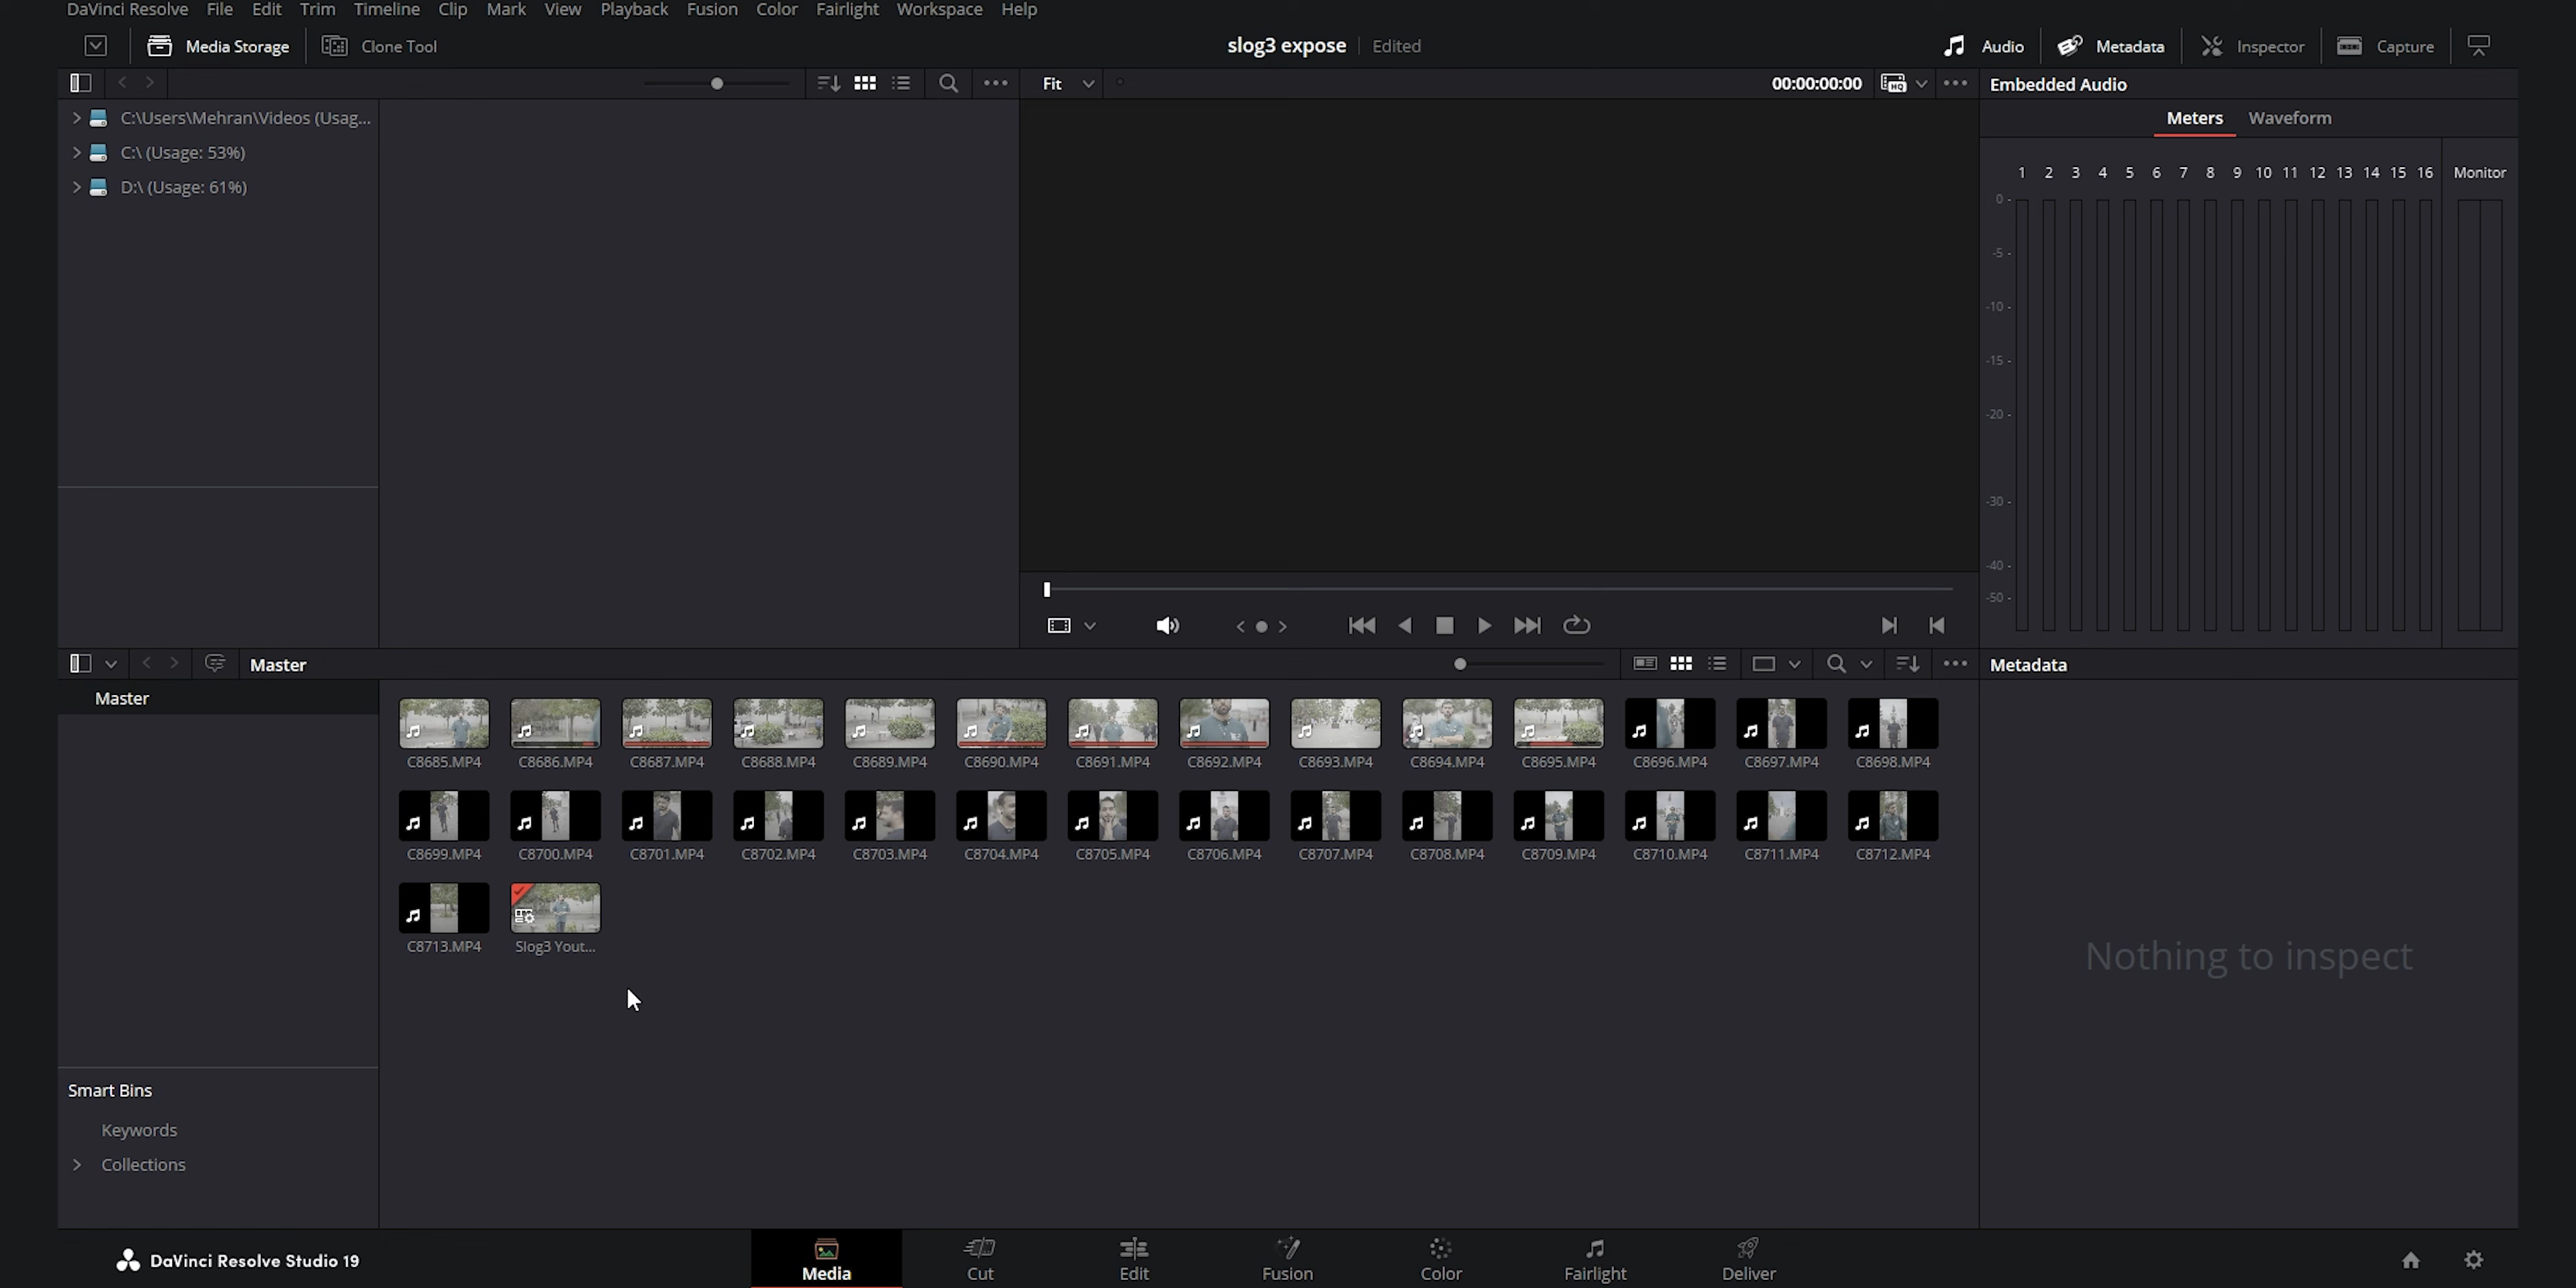 DaVinci Resolve File Edit Trim Timeline Clip Mark View Playback Fusion Color Fairlight Workspace Help
Media Storage Clone Tool slog3 expose Edited Audio Metadata Inspector Capture
Fit 00:00:00:00 HQ Embedded Audio
C:\Users\Mehran\Videos (Usag...
C:\ (Usage: 53%)
D:\ (Usage: 61%)
Meters Waveform
1 2 3 4 5 6 7 8 9 10 11 12 13 14 15 16 Monitor
0 -
-5 -
-10 -
-15 -
-20 -
-30 -
-40 -
-50 -
Master Metadata
Master
C8685.MP4 C8686.MP4 C8687.MP4 C8688.MP4 C8689.MP4 C8690.MP4 C8691.MP4 C8692.MP4 C8693.MP4 C8694.MP4 C8695.MP4 C8696.MP4 C8697.MP4 C8698.MP4
C8699.MP4 C8700.MP4 C8701.MP4 C8702.MP4 C8703.MP4 C8704.MP4 C8705.MP4 C8706.MP4 C8707.MP4 C8708.MP4 C8709.MP4 C8710.MP4 C8711.MP4 C8712.MP4
C8713.MP4 Slog3 Yout...
Nothing to inspect
Smart Bins
Keywords
Collections
DaVinci Resolve Studio 19 Media Cut Edit Fusion Color Fairlight Deliver